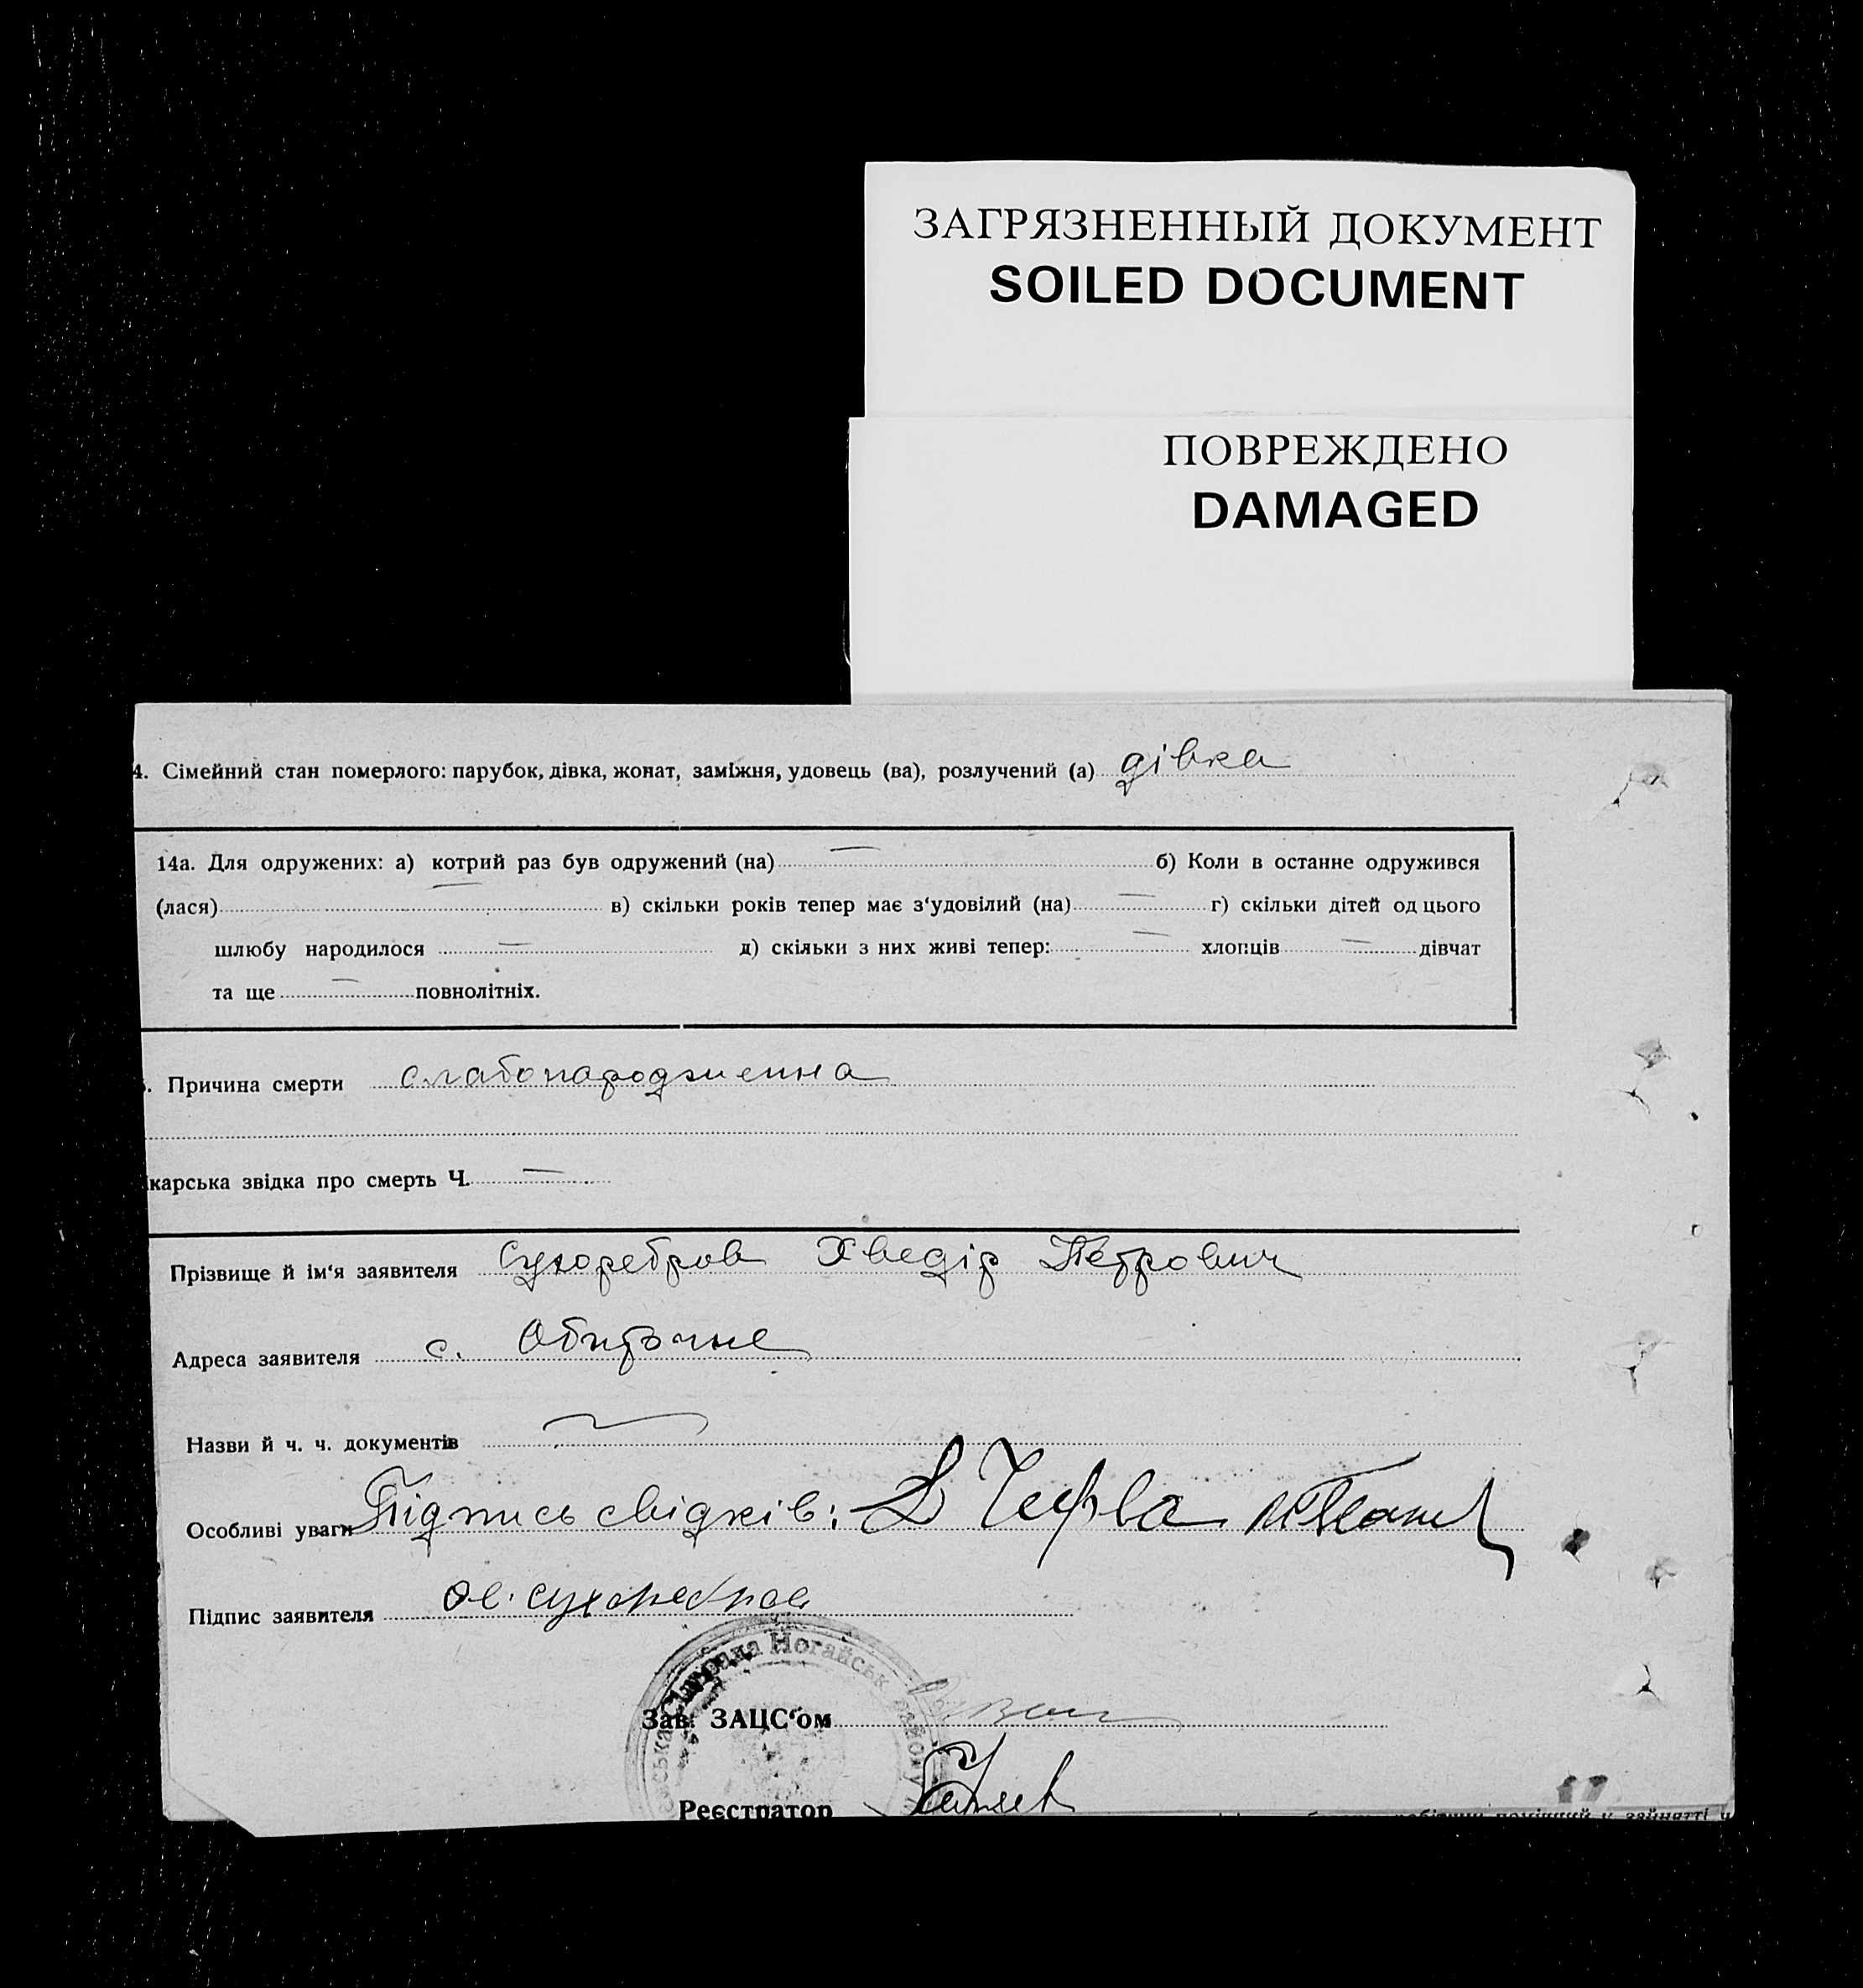 ЗАГРЯЗНЕННЫЙ ДОКУМЕНТ
SOILED DOCUMENT
ПОВРЕЖДЕНО
DAMAGED
4. Сімейний стан померлого: парубок, дівка, жонат, заміжня, удовець (ва), розлучений (а) дівка
14а. Для одружених: а) котрий раз був одружений (на) — б) Коли в останне одружився
(лася) — в) скільки років тепер має з‘удовілий (на) — г) скільки дітей од цього
шлюбу народилося — д) скільки з них живі тепер: — хлопців — дівчат
та ще — повнолітніх.
. Причина смерти слабонародженна
карська звідка про смерть Ч. —
Прізвище й ім‘я заявителя Сухоребров Хведір Петрович
Адреса заявителя с. Обиточне
Назви й ч. ч. документів
Особливі уваги Підпись свідків:
Підпис заявителя Сухоребров
рада Ногайськ району
Зав. ЗАЦС‘ом
Реєстратор